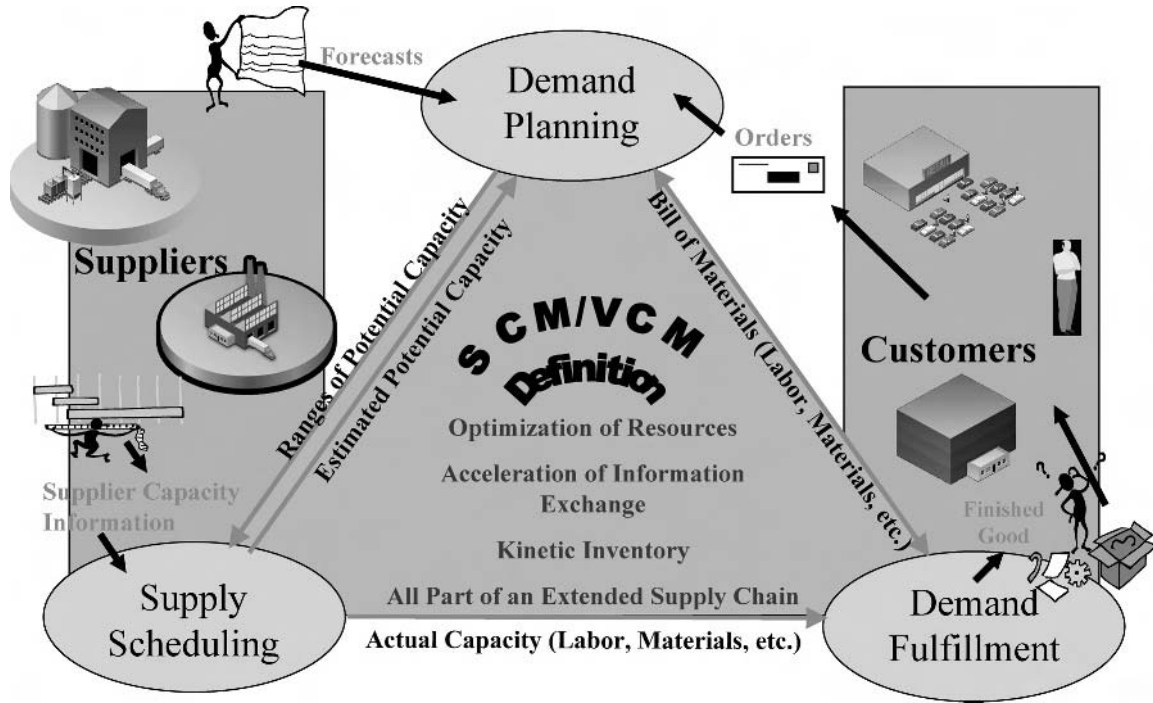 Forecasts
Demand
Planning
Orders
Suppliers
Ranges of Potential Capacity
Estimated Potential Capacity
Bill of Materials (Labor, Materials, etc.)
SCM/VCM
Definition
Customers
Optimization of Resources
Acceleration of Information
Exchange
Kinetic Inventory
All Part of an Extended Supply Chain
Supplier Capacity
Information
Finished
Good
Supply
Scheduling
Actual Capacity (Labor, Materials, etc.)
Demand
Fulfillment